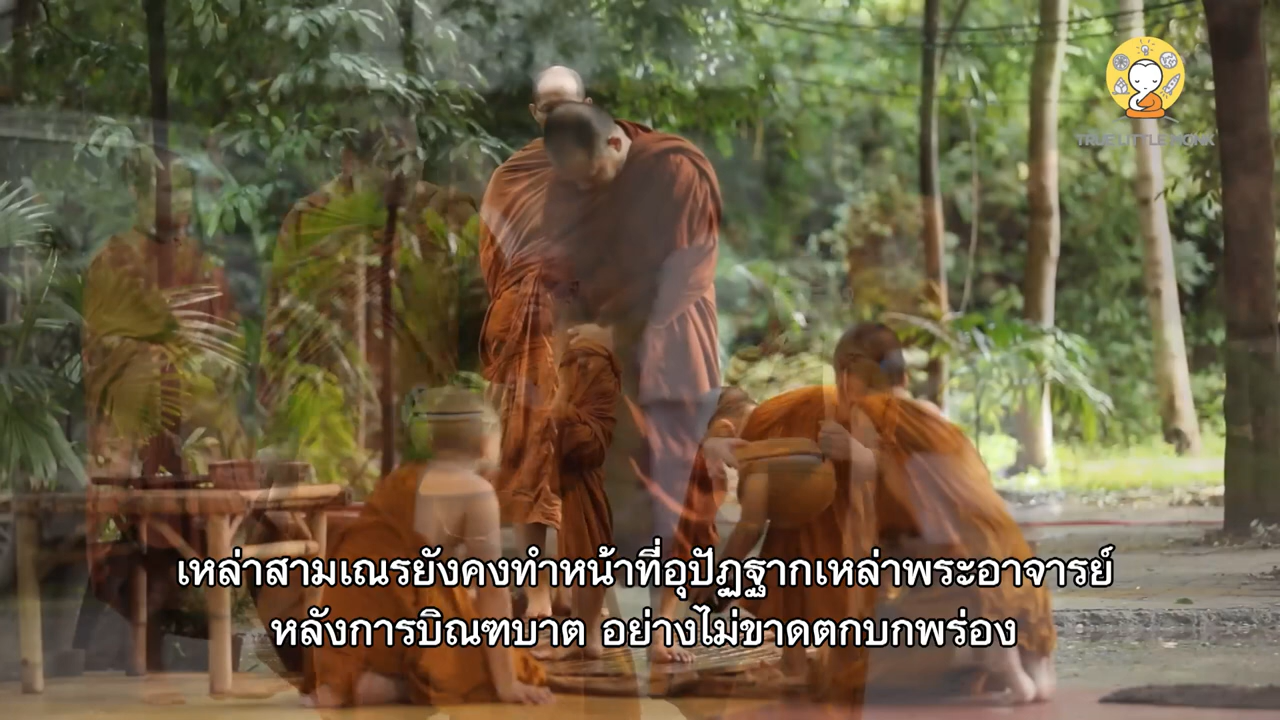 TRUE LITTLE MONK
เหล่าสามเณรยังคงทำหน้าที่อุปัฏฐากเหล่าพระอาจารย์
หลังการบิณฑบาต อย่างไม่ขาดตกบกพร่อง